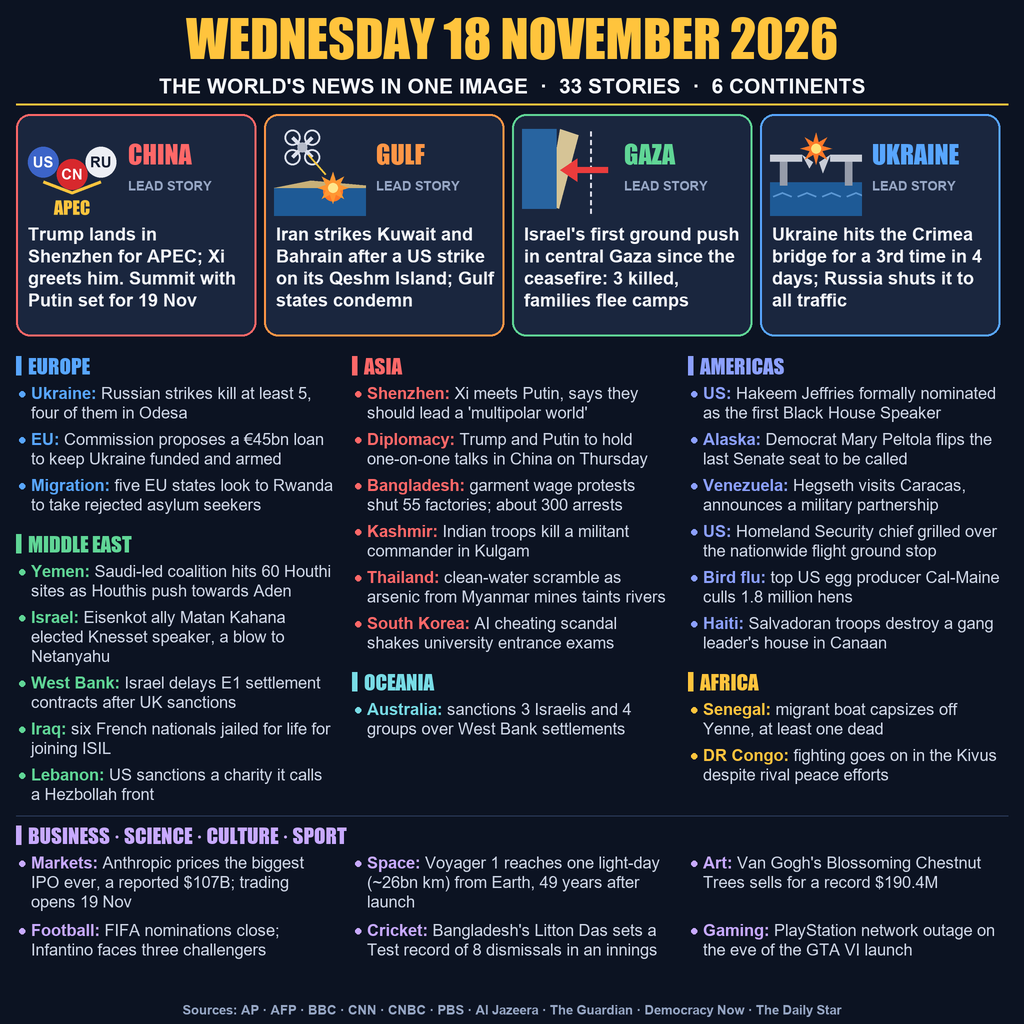 WEDNESDAY 18 NOVEMBER 2026
THE WORLD'S NEWS IN ONE IMAGE · 33 STORIES · 6 CONTINENTS
US
CN
RU
APEC
CHINA
LEAD STORY
Trump lands in
Shenzhen for APEC; Xi
greets him. Summit with
Putin set for 19 Nov
GULF
LEAD STORY
Iran strikes Kuwait and
Bahrain after a US strike
on its Qeshm Island; Gulf
states condemn
GAZA
LEAD STORY
Israel's first ground push
in central Gaza since the
ceasefire: 3 killed,
families flee camps
UKRAINE
LEAD STORY
Ukraine hits the Crimea
bridge for a 3rd time in 4
days; Russia shuts it to
all traffic
EUROPE
• Ukraine: Russian strikes kill at least 5,
four of them in Odesa
• EU: Commission proposes a €45bn loan
to keep Ukraine funded and armed
• Migration: five EU states look to Rwanda
to take rejected asylum seekers
MIDDLE EAST
• Yemen: Saudi-led coalition hits 60 Houthi
sites as Houthis push towards Aden
• Israel: Eisenkot ally Matan Kahana
elected Knesset speaker, a blow to
Netanyahu
• West Bank: Israel delays E1 settlement
contracts after UK sanctions
• Iraq: six French nationals jailed for life for
joining ISIL
• Lebanon: US sanctions a charity it calls
a Hezbollah front
ASIA
• Shenzhen: Xi meets Putin, says they
should lead a 'multipolar world'
• Diplomacy: Trump and Putin to hold
one-on-one talks in China on Thursday
• Bangladesh: garment wage protests
shut 55 factories; about 300 arrests
• Kashmir: Indian troops kill a militant
commander in Kulgam
• Thailand: clean-water scramble as
arsenic from Myanmar mines taints rivers
• South Korea: AI cheating scandal
shakes university entrance exams
OCEANIA
• Australia: sanctions 3 Israelis and 4
groups over West Bank settlements
AMERICAS
• US: Hakeem Jeffries formally nominated
as the first Black House Speaker
• Alaska: Democrat Mary Peltola flips the
last Senate seat to be called
• Venezuela: Hegseth visits Caracas,
announces a military partnership
• US: Homeland Security chief grilled over
the nationwide flight ground stop
• Bird flu: top US egg producer Cal-Maine
culls 1.8 million hens
• Haiti: Salvadoran troops destroy a gang
leader's house in Canaan
AFRICA
• Senegal: migrant boat capsizes off
Yenne, at least one dead
• DR Congo: fighting goes on in the Kivus
despite rival peace efforts
BUSINESS · SCIENCE · CULTURE · SPORT
• Markets: Anthropic prices the biggest
IPO ever, a reported $107B; trading
opens 19 Nov
• Football: FIFA nominations close;
Infantino faces three challengers
• Space: Voyager 1 reaches one light-day
(~26bn km) from Earth, 49 years after
launch
• Cricket: Bangladesh's Litton Das sets a
Test record of 8 dismissals in an innings
• Art: Van Gogh's Blossoming Chestnut
Trees sells for a record $190.4M
• Gaming: PlayStation network outage on
the eve of the GTA VI launch
Sources: AP · AFP · BBC · CNN · CNBC · PBS · Al Jazeera · The Guardian · Democracy Now · The Daily Star